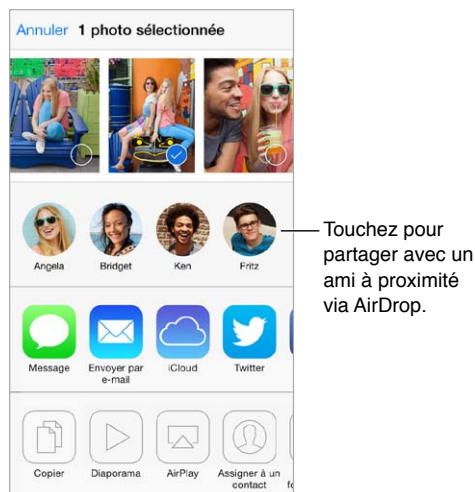 Annuler 1 photo sélectionnée
Angela Bridget Ken Fritz
Touchez pour
partager avec un
ami à proximité
via AirDrop.
Message Envoyer par e-mail iCloud Twitter
Copier Diaporama AirPlay Assigner à un contact